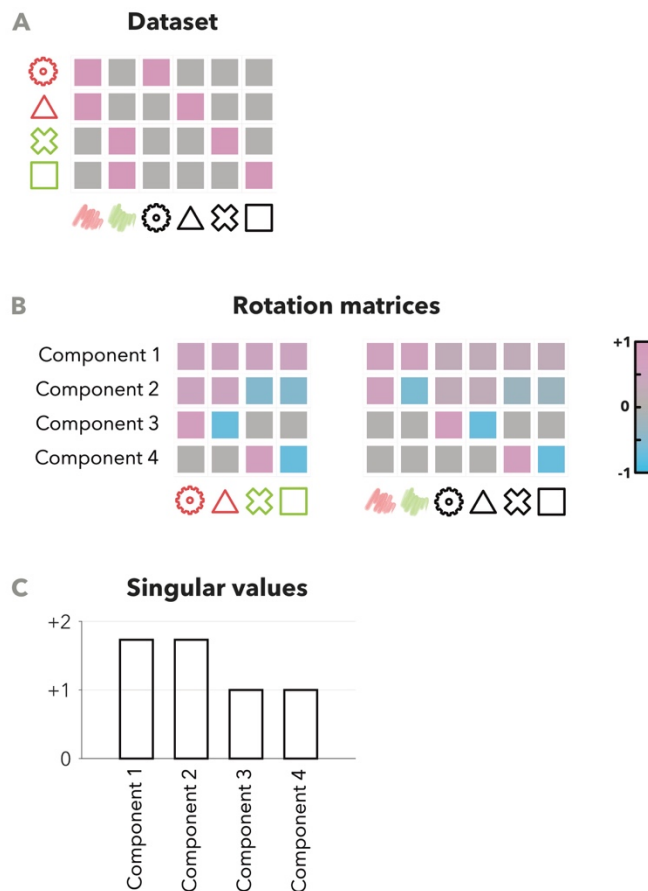 A Dataset
B Rotation matrices
Component 1
Component 2
Component 3
Component 4
+1
0
-1
C Singular values
+2
+1
0
Component 1
Component 2
Component 3
Component 4